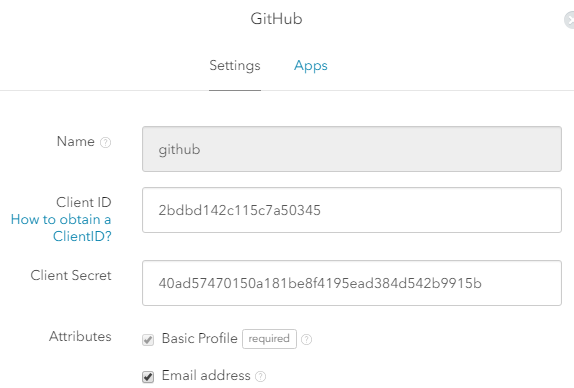 GitHub
Settings Apps
Name
github
Client ID
How to obtain a
ClientID?
2bdbd142c115c7a50345
Client Secret
40ad57470150a181be8f4195ead384d542b9915b
Attributes
Basic Profile required
Email address